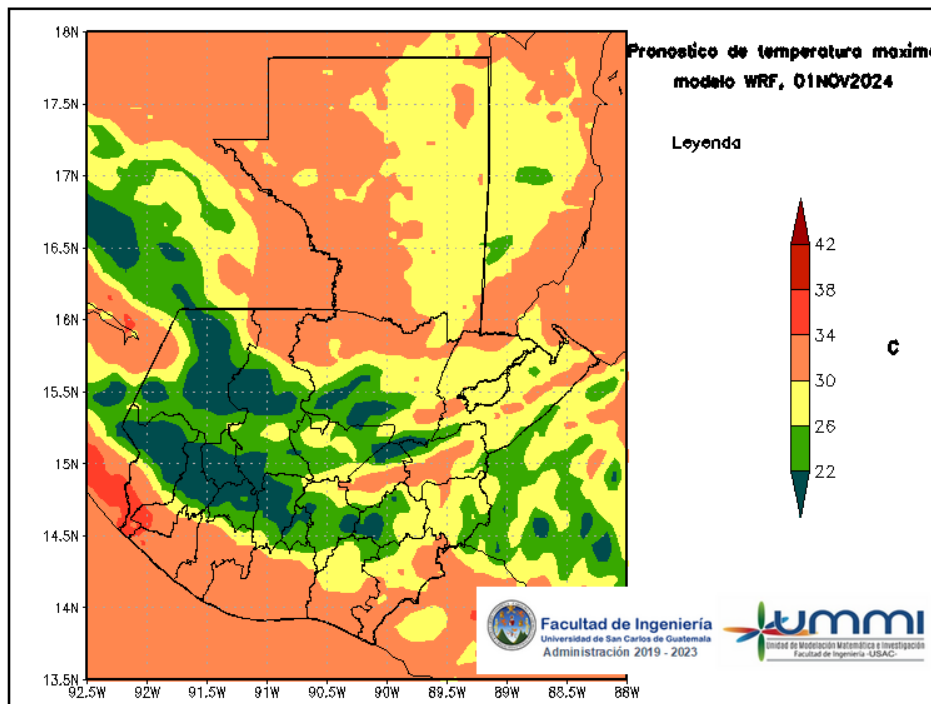 Pronostico de temperatura maxima
modelo WRF, 01NOV2024
Leyenda
42
38
34
30
26
22
C
18N
17.5N
17N
16.5N
16N
15.5N
15N
14.5N
14N
13.5N
92.5W 92W 91.5W 91W 90.5W 90W 89.5W 89W 88.5W 88W
Facultad de Ingeniería
Universidad de San Carlos de Guatemala
Administración 2019 - 2023
UMMI
Unidad de Modelación Matemática e Investigación
Facultad de Ingeniería -USAC-